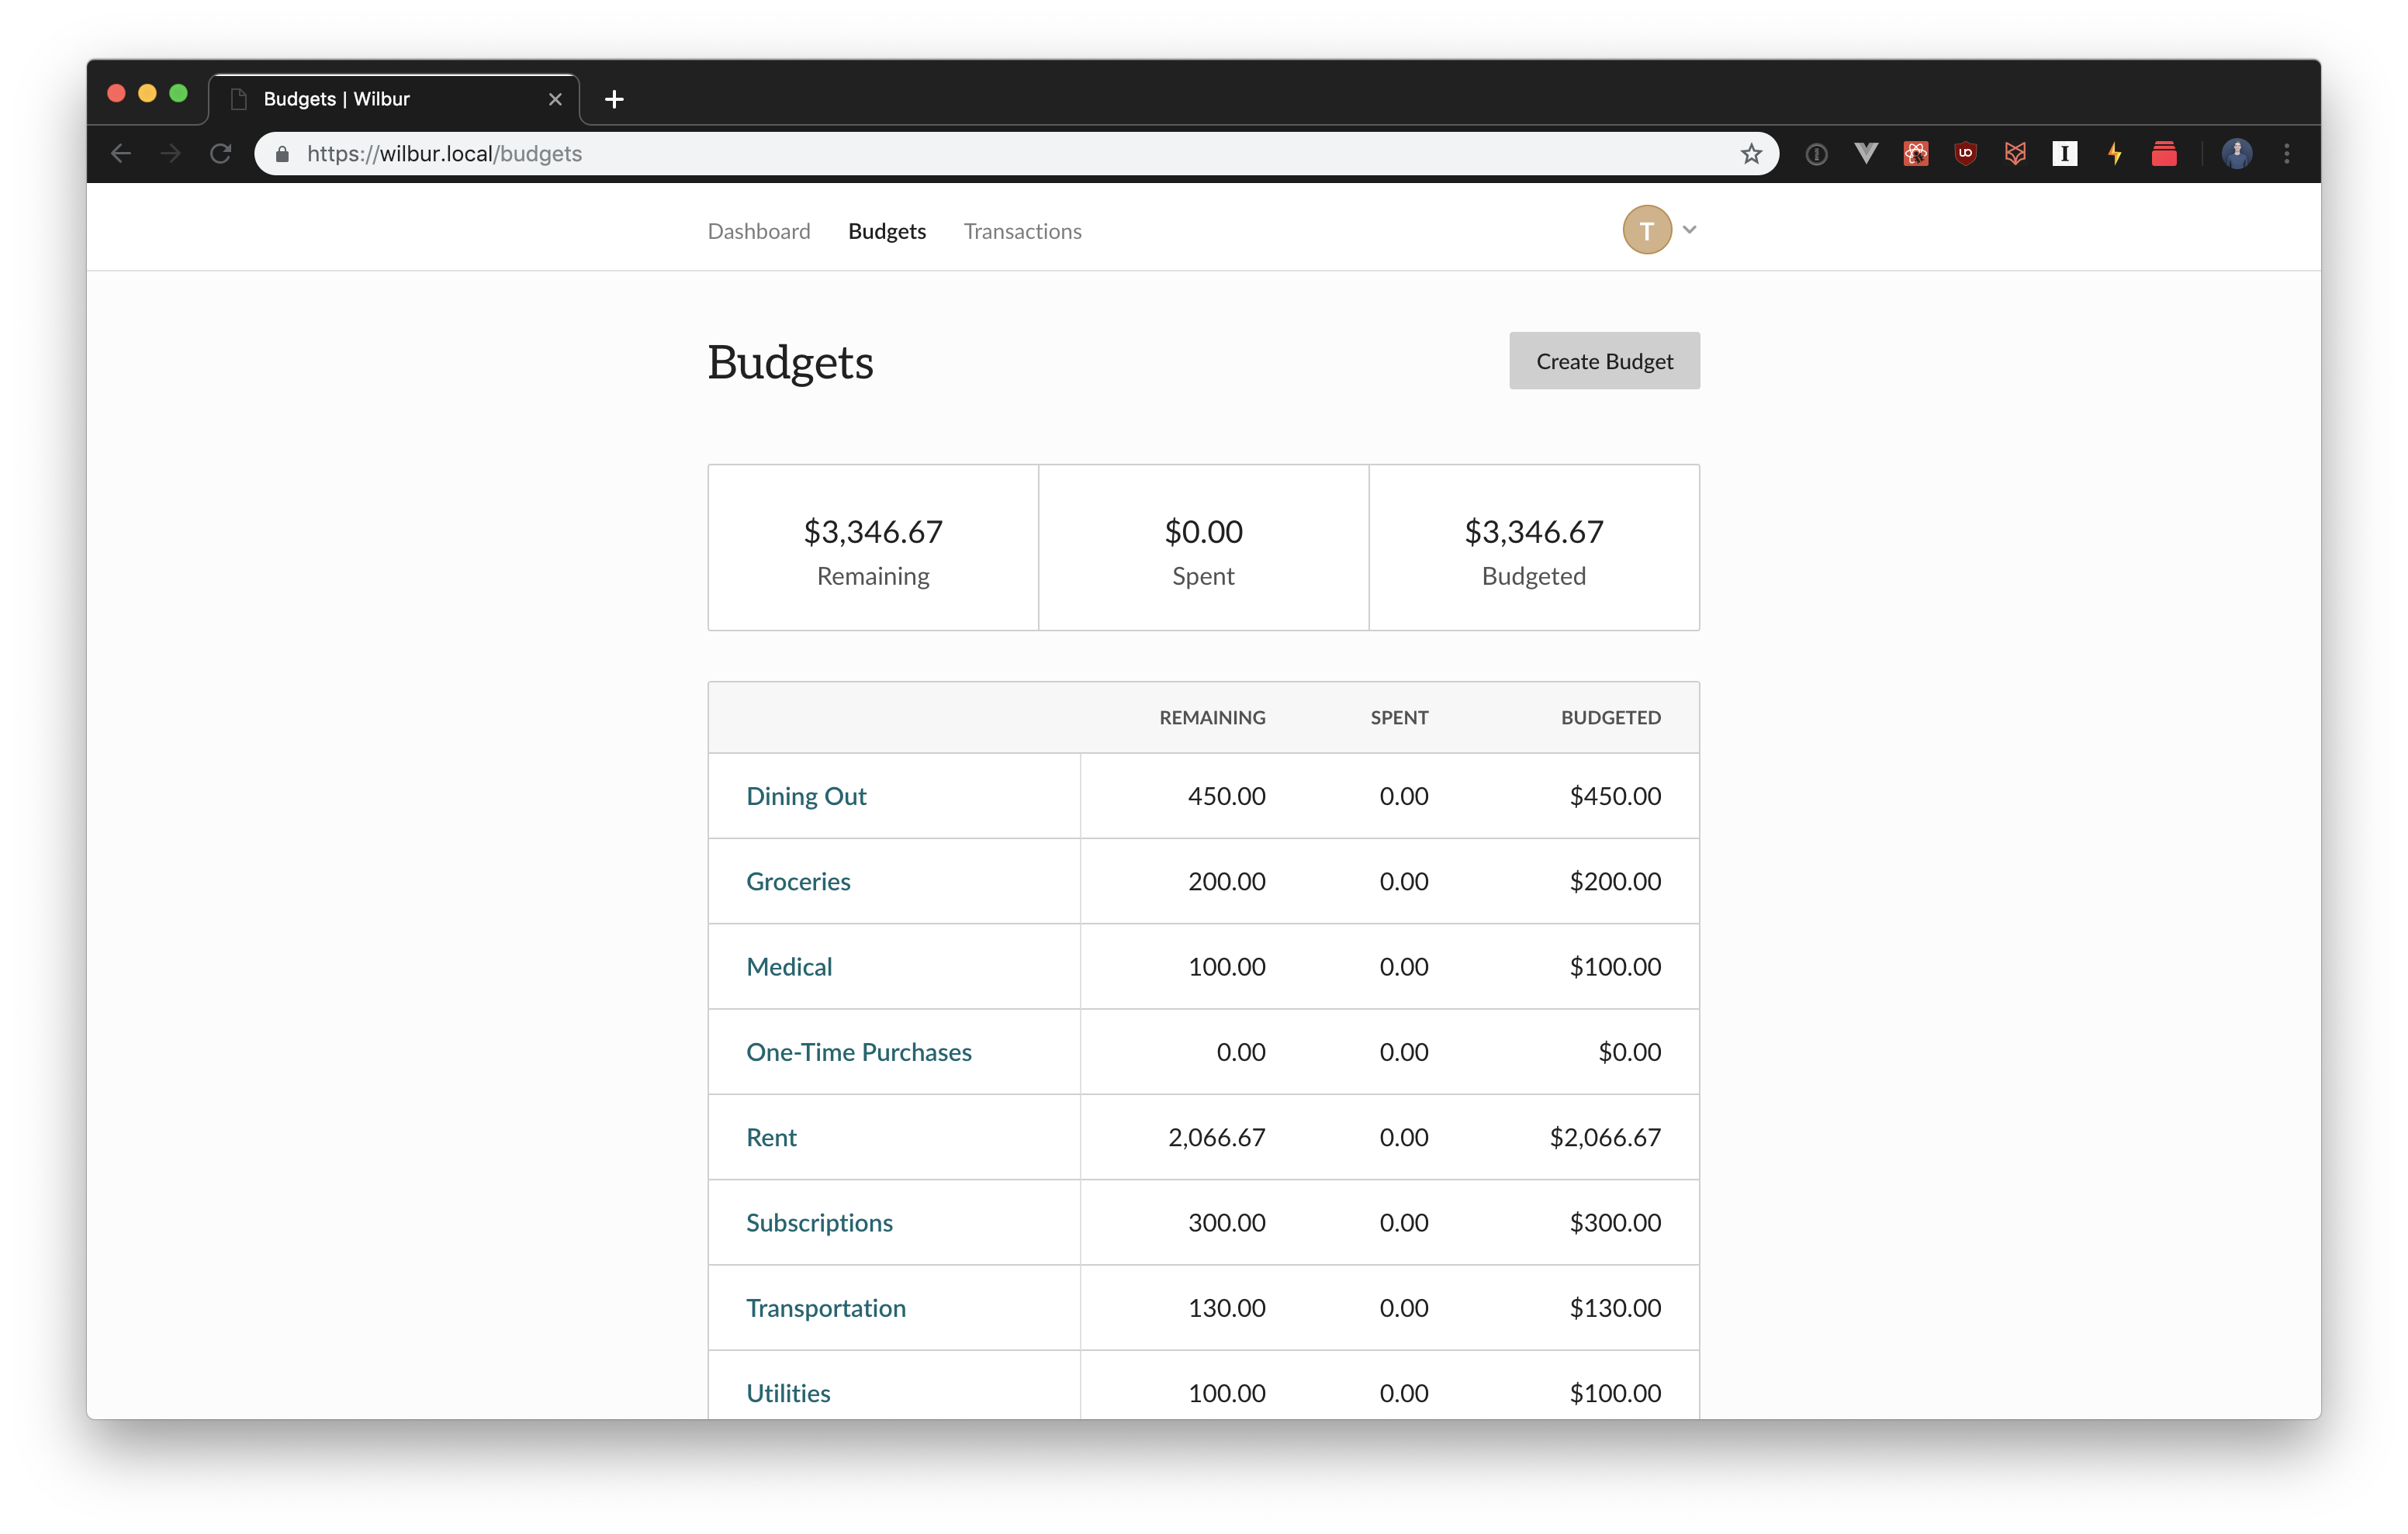 Budgets | Wilbur
https://wilbur.local/budgets
Dashboard Budgets Transactions T
Budgets
Create Budget
$3,346.67 $0.00 $3,346.67
Remaining Spent Budgeted
REMAINING SPENT BUDGETED
Dining Out 450.00 0.00 $450.00
Groceries 200.00 0.00 $200.00
Medical 100.00 0.00 $100.00
One-Time Purchases 0.00 0.00 $0.00
Rent 2,066.67 0.00 $2,066.67
Subscriptions 300.00 0.00 $300.00
Transportation 130.00 0.00 $130.00
Utilities 100.00 0.00 $100.00